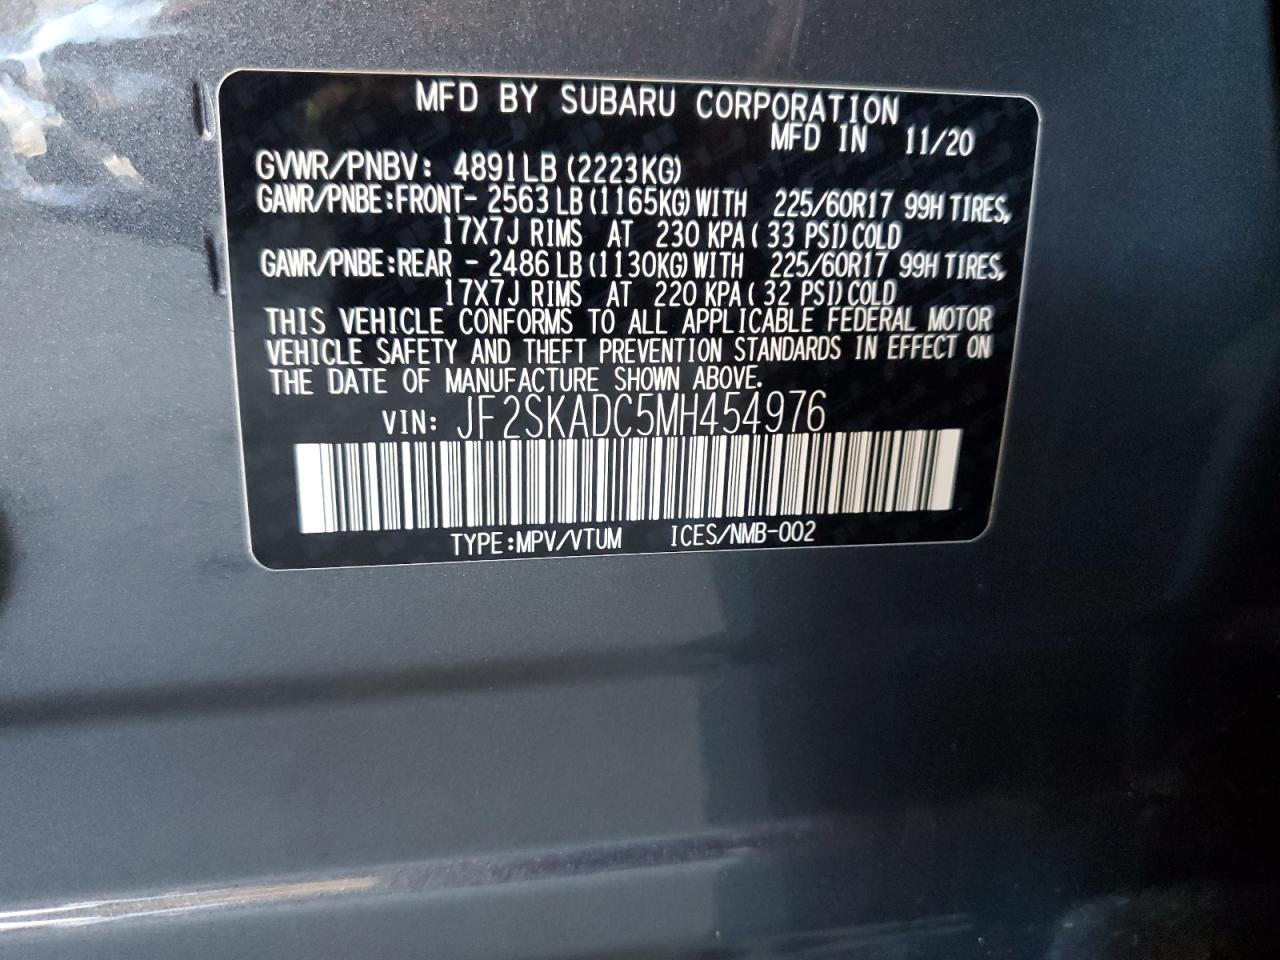 MFD BY SUBARU CORPORATION
MFD IN 11/20
GVWR/PNBV: 4891LB (2223KG)
GAWR/PNBE:FRONT- 2563 LB (1165KG) WITH 225/60R17 99H TIRES,
17X7J RIMS AT 230 KPA ( 33 PSI) COLD
GAWR/PNBE:REAR - 2486 LB (1130KG) WITH 225/60R17 99H TIRES,
17X7J RIMS AT 220 KPA ( 32 PSI) COLD
THIS VEHICLE CONFORMS TO ALL APPLICABLE FEDERAL MOTOR
VEHICLE SAFETY AND THEFT PREVENTION STANDARDS IN EFFECT ON
THE DATE OF MANUFACTURE SHOWN ABOVE.
VIN: JF2SKADC5MH454976
TYPE:MPV/VTUM ICES/NMB-002